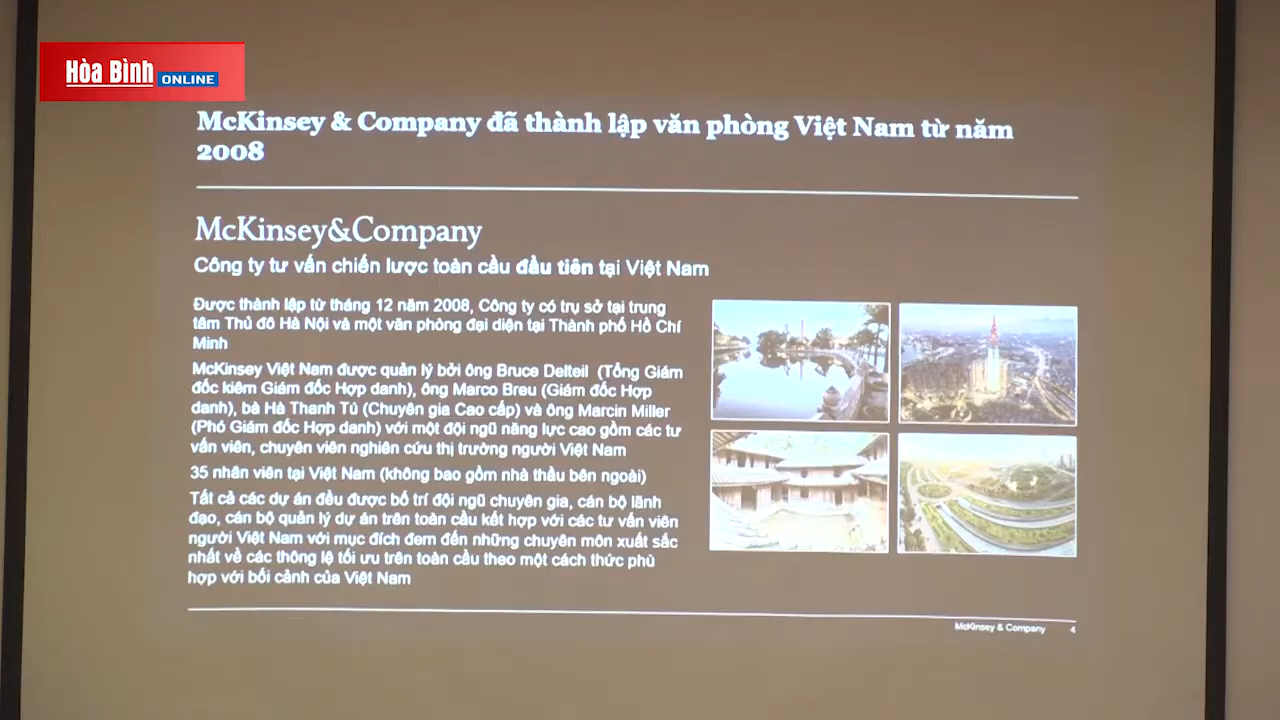 Hòa Bình ONLINE
McKinsey & Company đã thành lập văn phòng Việt Nam từ năm
2008
McKinsey&Company
Công ty tư vấn chiến lược toàn cầu đầu tiên tại Việt Nam
Được thành lập từ tháng 12 năm 2008, Công ty có trụ sở tại trung
tâm Thủ đô Hà Nội và một văn phòng đại diện tại Thành phố Hồ Chí
Minh
McKinsey Việt Nam được quản lý bởi ông Bruce Delteil (Tổng Giám
đốc kiêm Giám đốc Hợp danh), ông Marco Breu (Giám đốc Hợp
danh), bà Hà Thanh Tú (Chuyên gia Cao cấp) và ông Marcin Miller
(Phó Giám đốc Hợp danh) với một đội ngũ năng lực cao gồm các tư
vấn viên, chuyên viên nghiên cứu thị trường người Việt Nam
35 nhân viên tại Việt Nam (không bao gồm nhà thầu bên ngoài)
Tất cả các dự án đều được bố trí đội ngũ chuyên gia, cán bộ lãnh
đạo, cán bộ quản lý dự án trên toàn cầu kết hợp với các tư vấn viên
người Việt Nam với mục đích đem đến những chuyên môn xuất sắc
nhất về các thông lệ tối ưu trên toàn cầu theo một cách thức phù
hợp với bối cảnh của Việt Nam
McKinsey & Company 4